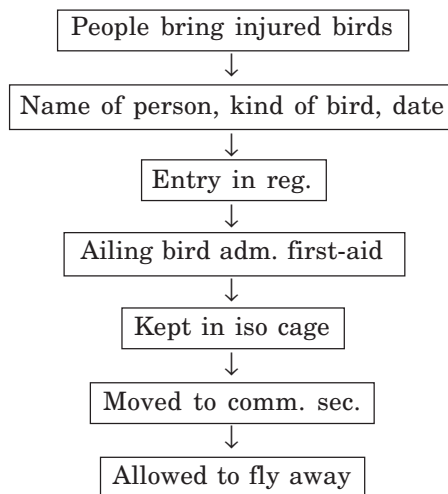 People bring injured birds
Name of person, kind of bird, date
Entry in reg.
Ailing bird adm. first-aid
Kept in iso cage
Moved to comm. sec.
Allowed to fly away